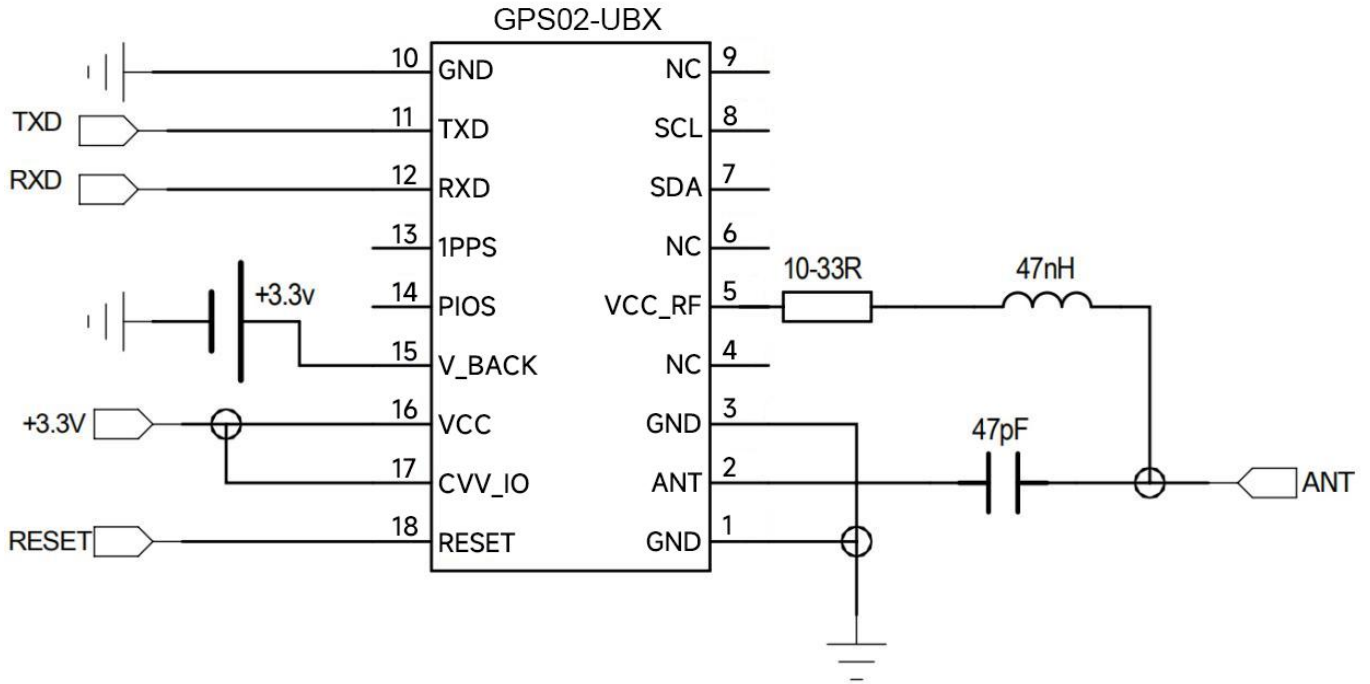 GPS02-UBX
10 GND NC 9
TXD 11 TXD SCL 8
RXD 12 RXD SDA 7
13 1PPS NC 6
10-33R 47nH
+3.3v 14 PIOS VCC_RF 5
15 V_BACK NC 4
+3.3V 16 VCC GND 3
47pF
17 CVV_IO ANT 2 ANT
RESET 18 RESET GND 1